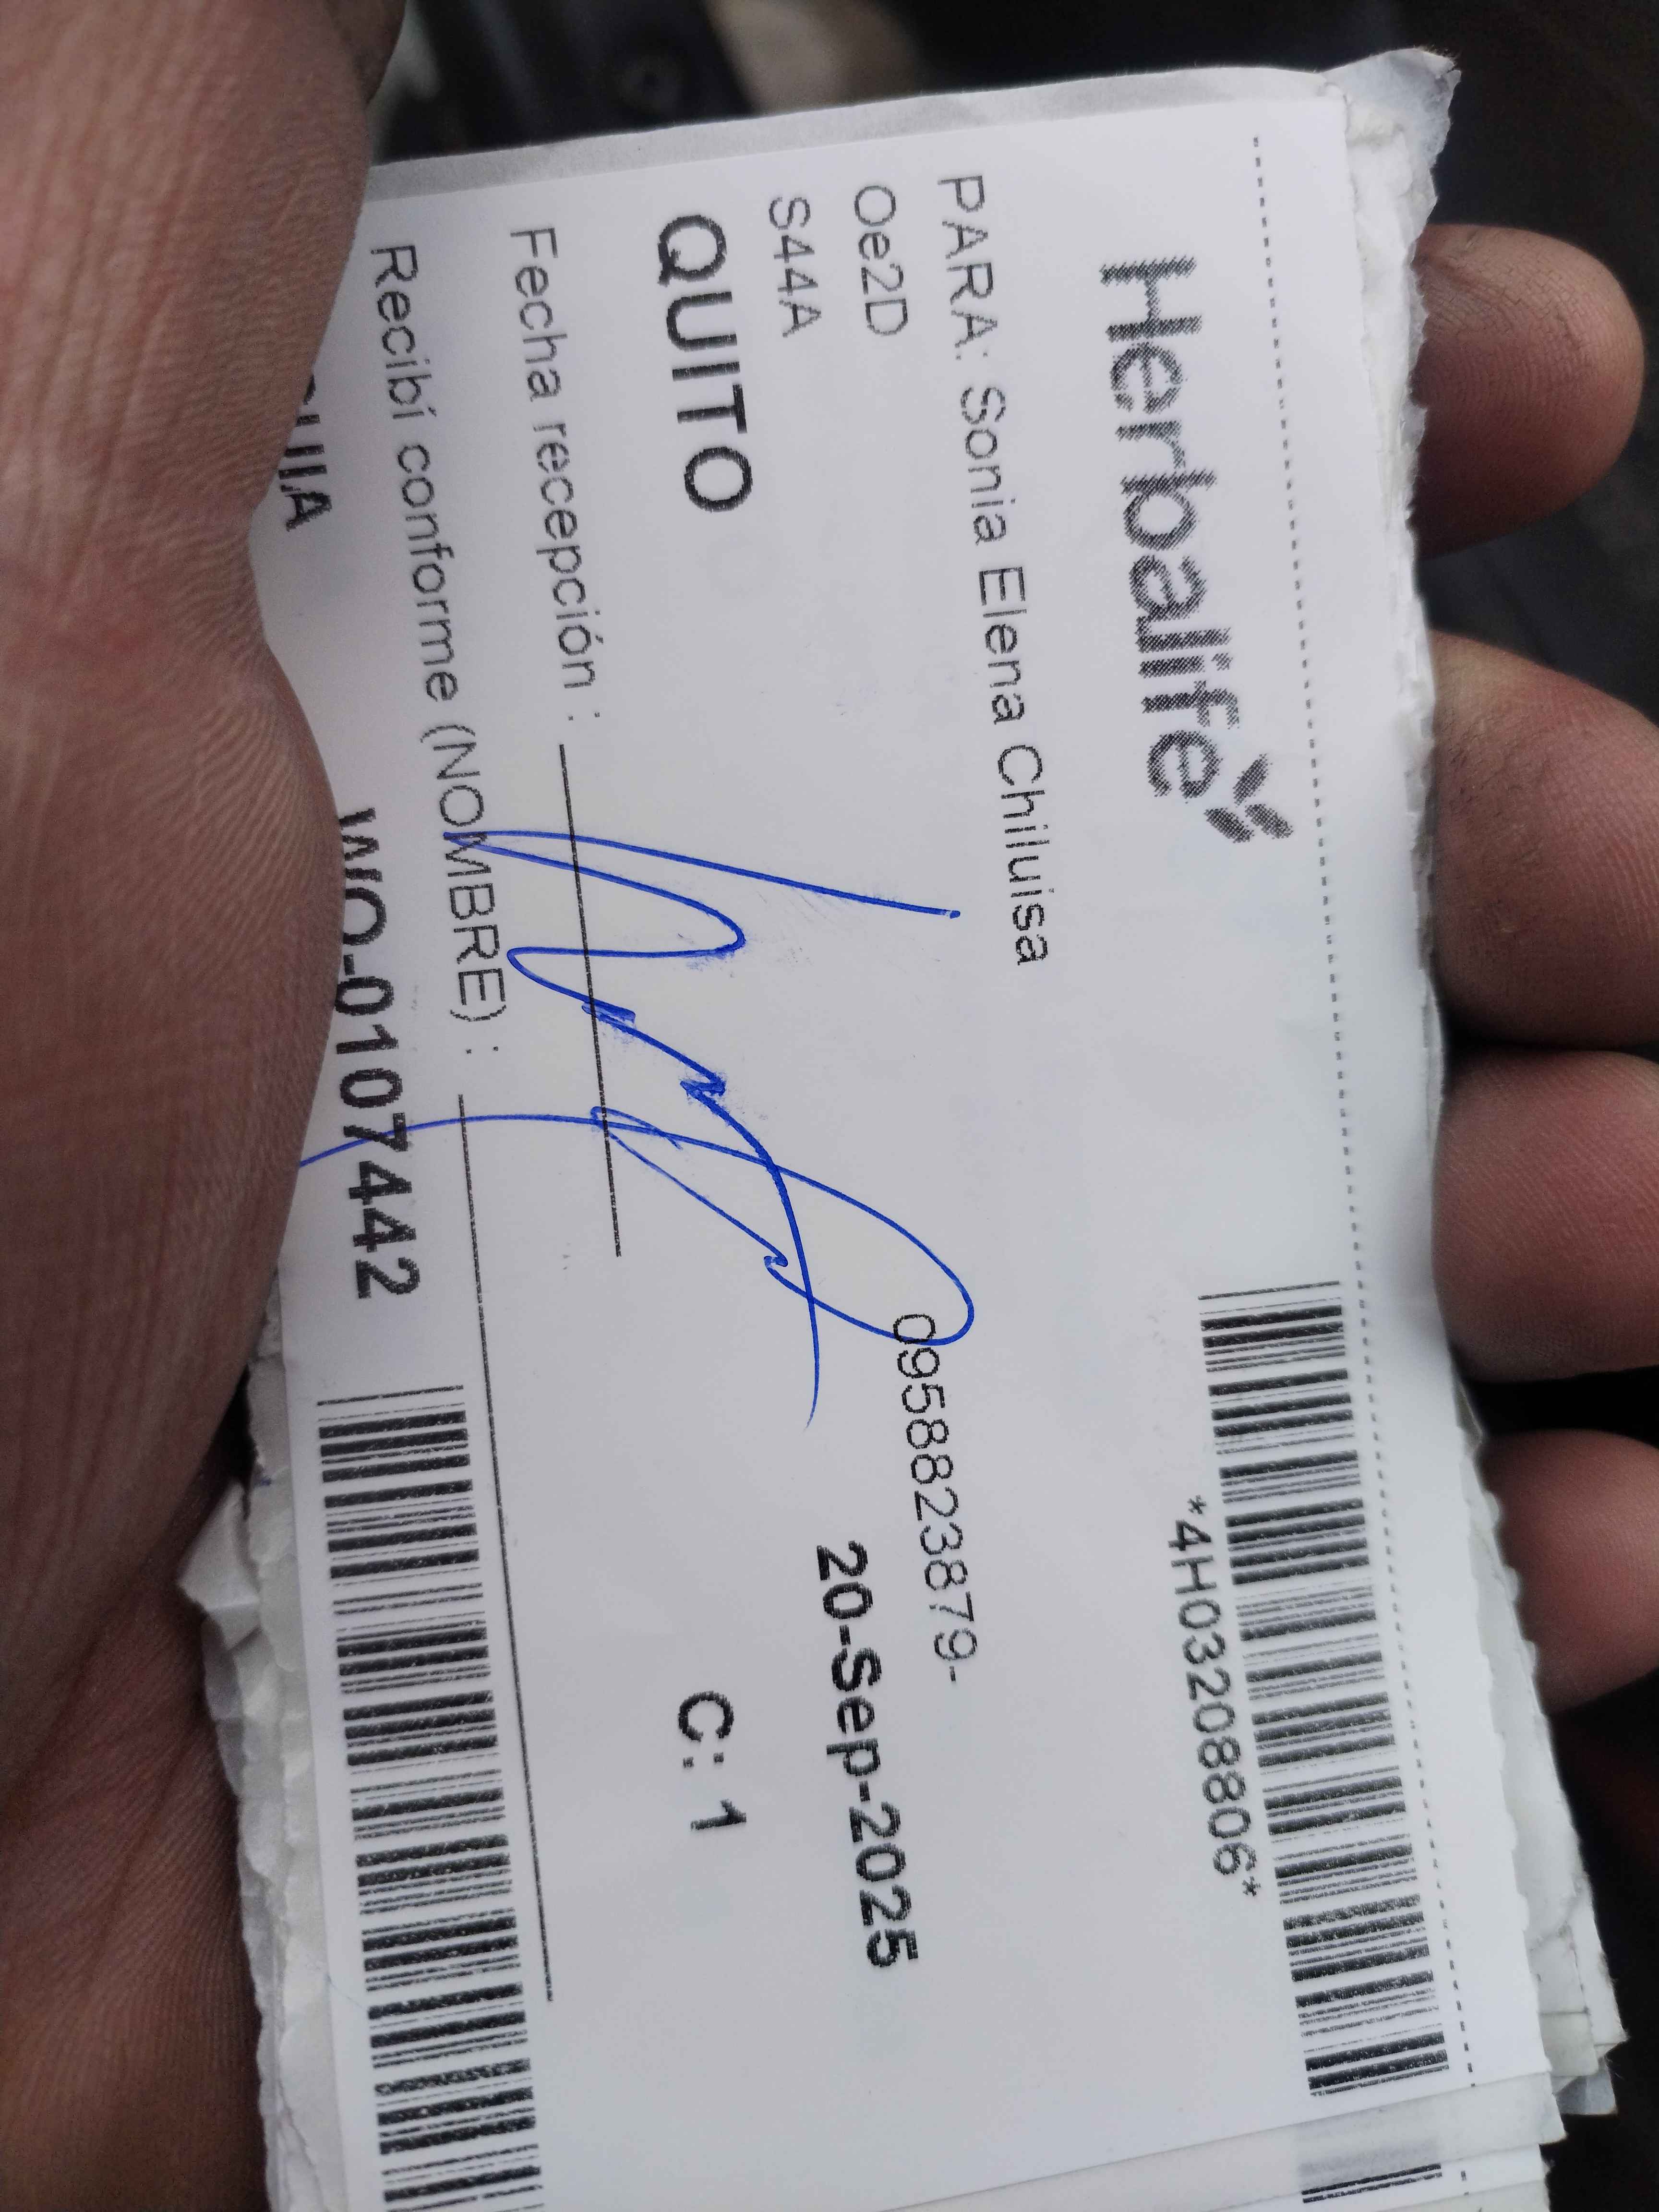 Herbalife
*4H03208806*
PARA: Sonia Elena Chiluisa
Oe2D
0958823879-
S44A
20-Sep-2025
QUITO
C: 1
Fecha recepción :
Recibí conforme (NOMBRE) :
WO-0107442